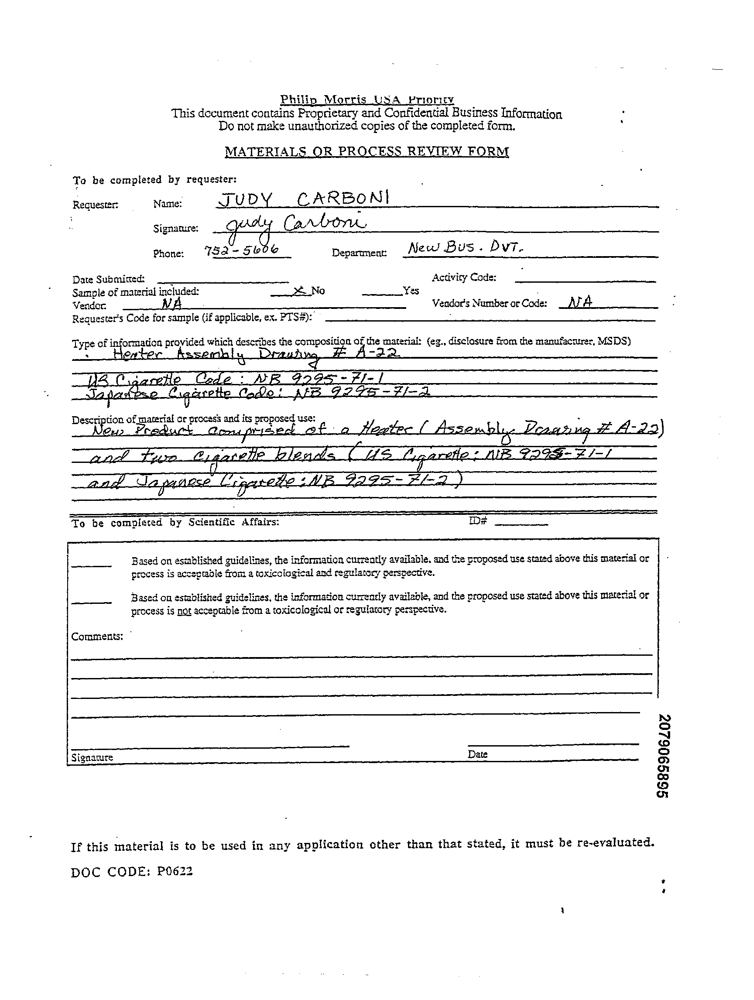 Philip Morris USA Priority
This document contains Proprietary and Confidential Business Information
Do not make unauthorized copies of the completed form.
MATERIALS OR PROCESS REVIEW FORM
To be completed by requester:
Requester: Name: JUDY CARBONI
Signature: Judy Carboni
Phone: 752-5606 Department: New Bus. Dvt.
Date Submitted: Activity Code:
Sample of material included: X No Yes
Vendor: NA Vendor's Number or Code: NA
Requester's Code for sample (if applicable, ex. PTS#):
Type of information provided which describes the composition of the material: (eg., disclosure from the manufacturer, MSDS)
Heater Assembly Drawing # A-22
US Cigarette Code: NB 9295-71-1
Japanese Cigarette Code: NB 9295-71-2
Description of material or process and its proposed use:
New Product comprised of a Heater (Assembly Drawing # A-22)
and two cigarette blends (US Cigarette: NB 9295-71-1
and Japanese Cigarette: NB 9295-71-2)
To be completed by Scientific Affairs: ID#
Based on established guidelines, the information currently available, and the proposed use stated above this material or
process is acceptable from a toxicological and regulatory perspective.
Based on established guidelines, the information currently available, and the proposed use stated above this material or
process is not acceptable from a toxicological or regulatory perspective.
Comments:
Signature Date
2079065895
If this material is to be used in any application other than that stated, it must be re-evaluated.
DOC CODE: P0622